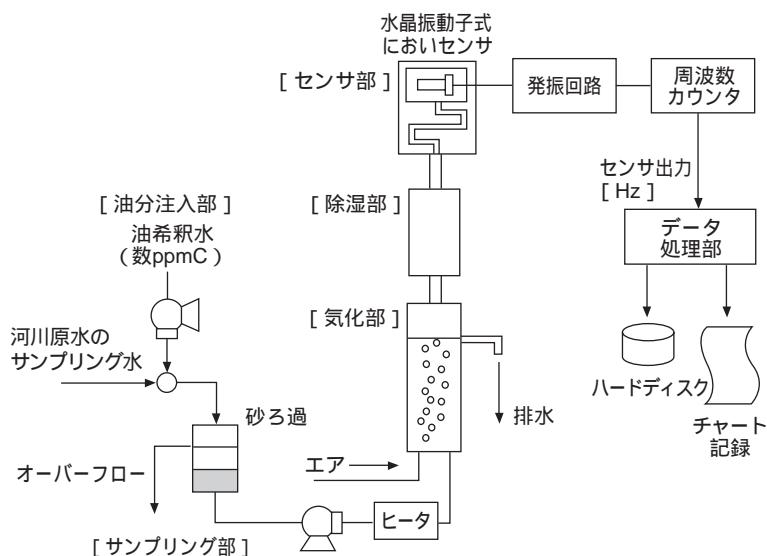 水晶振動子式
においセンサ
[ センサ部 ]
発振回路
周波数
カウンタ
センサ出力
[ Hz ]
[ 油分注入部 ]
油希釈水
（数ppmC）
[ 除湿部 ]
データ
処理部
[ 気化部 ]
河川原水の
サンプリング水
ハードディスク
チャート
記録
排水
砂ろ過
エア
オーバーフロー
ヒータ
[ サンプリング部 ]